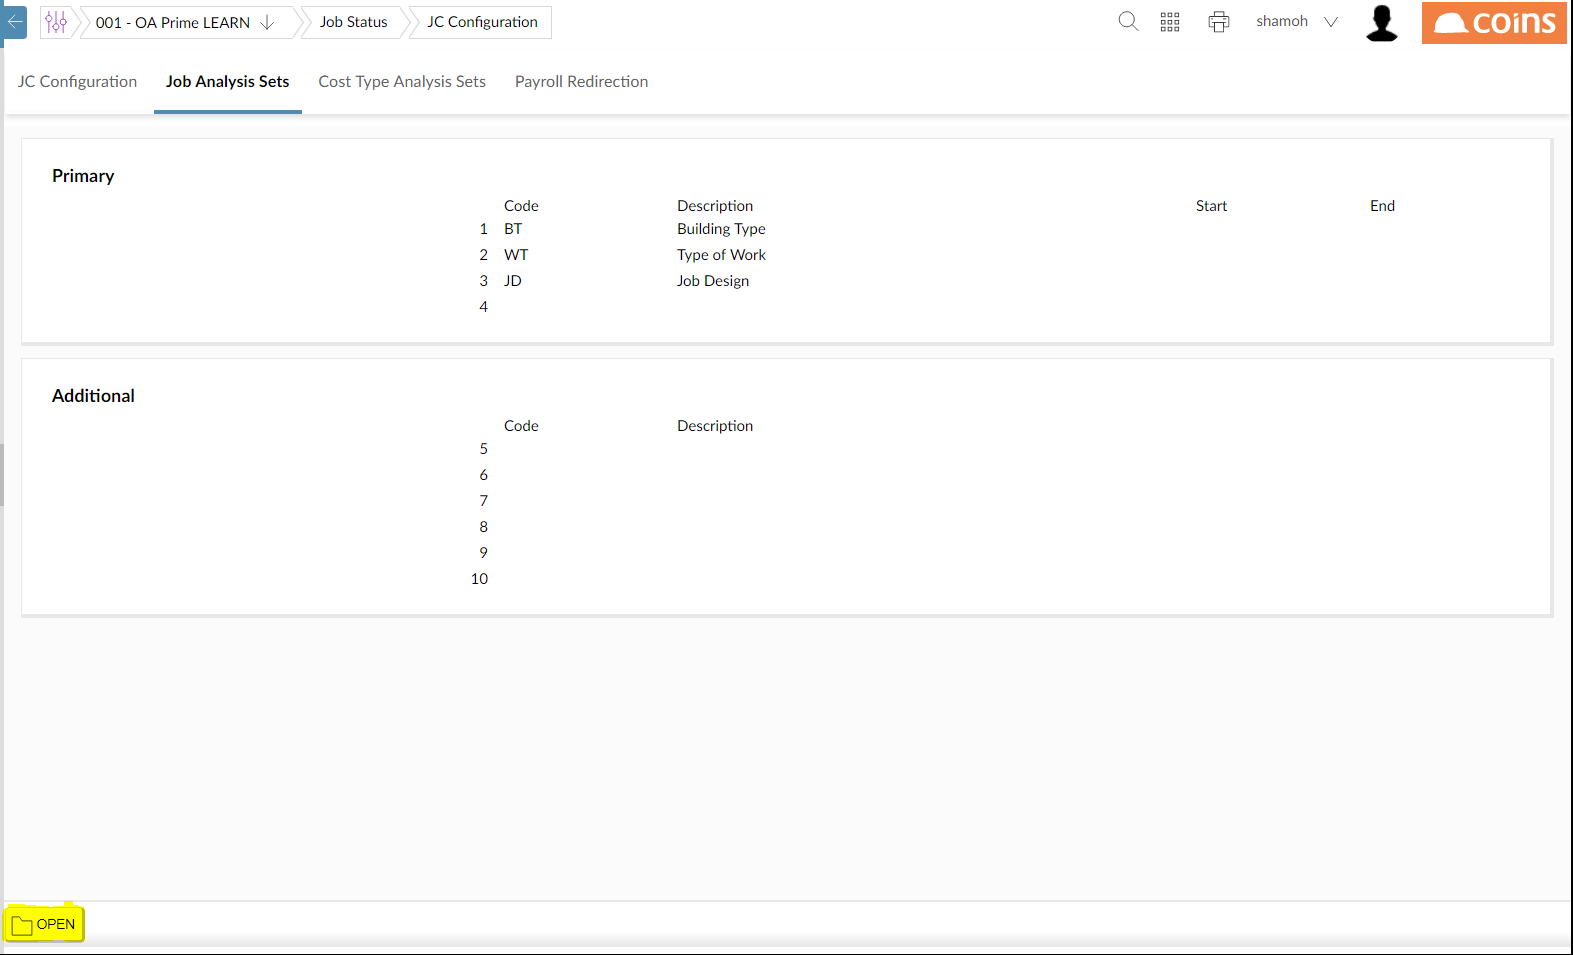 001 - OA Prime LEARN
Job Status
JC Configuration
shamoh
coins
JC Configuration
Job Analysis Sets
Cost Type Analysis Sets
Payroll Redirection
Primary
Code Description Start End
1 BT Building Type
2 WT Type of Work
3 JD Job Design
4
Additional
Code Description
5
6
7
8
9
10
OPEN